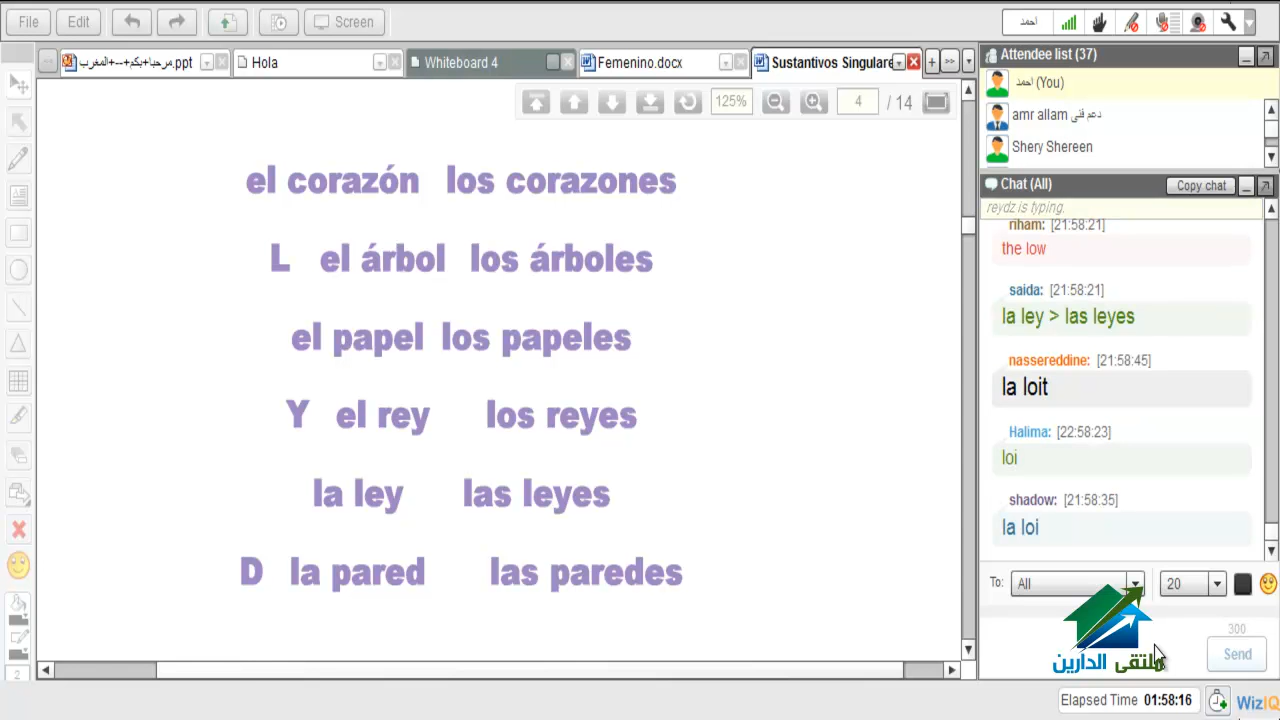 File Edit Screen
احمد
مرحبا+بكم+--+المغرب.ppt Hola Whiteboard 4 Femenino.docx Sustantivos Singulare
125% 4 / 14
el corazón los corazones
L el árbol los árboles
el papel los papeles
Y el rey los reyes
la ley las leyes
D la pared las paredes
2
Attendee list (37)
احمد (You)
amr allam دعم فنى
Shery Shereen
Chat (All) Copy chat
reydz is typing.
riham: [21:58:21]
the low
saida: [21:58:21]
la ley > las leyes
nassereddine: [21:58:45]
la loit
Halima: [22:58:23]
loi
shadow: [21:58:35]
la loi
To: All 20
300
Send
ملتقى الدارين
Elapsed Time 01:58:16
WizIQ